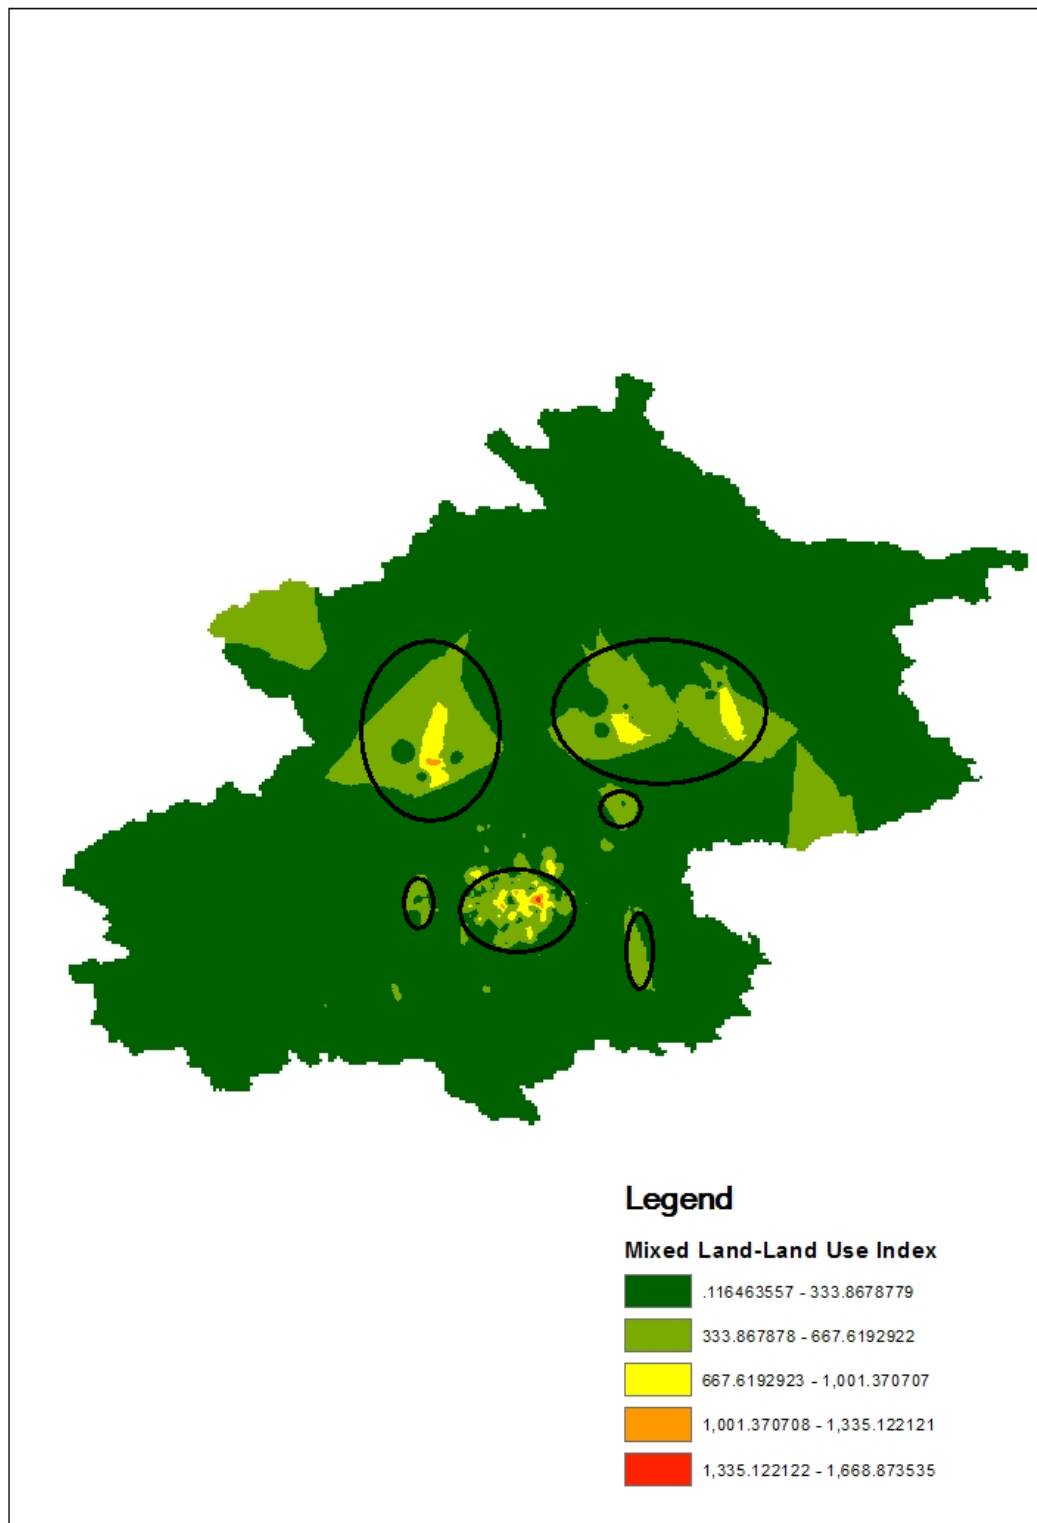 Legend
Mixed Land-Land Use Index
.116463557 - 333.8678779
333.867878 - 667.6192922
667.6192923 - 1,001.370707
1,001.370708 - 1,335.122121
1,335.122122 - 1,668.873535